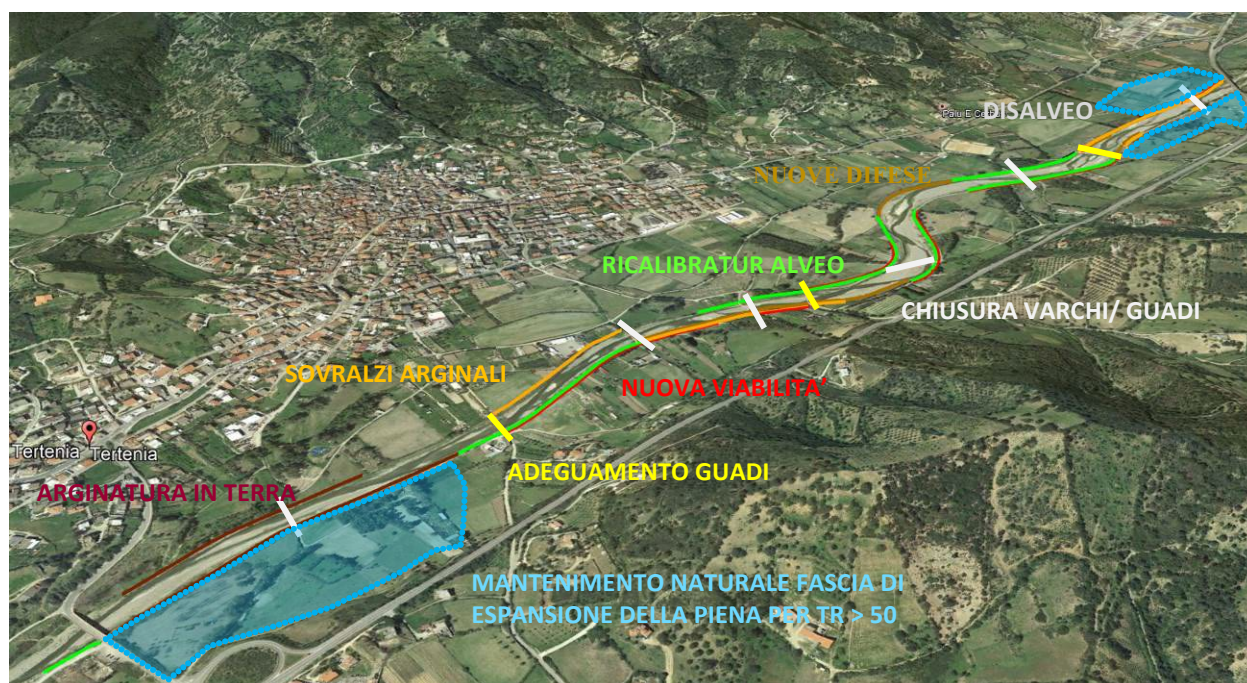 DISALVEO
NUOVE DIFESE
RICALIBRATUR ALVEO
CHIUSURA VARCHI/ GUADI
SOVRALZI ARGINALI
NUOVA VIABILITA'
Tertenia Tertenia
ADEGUAMENTO GUADI
ARGINATURA IN TERRA
MANTENIMENTO NATURALE FASCIA DI
ESPANSIONE DELLA PIENA PER TR > 50